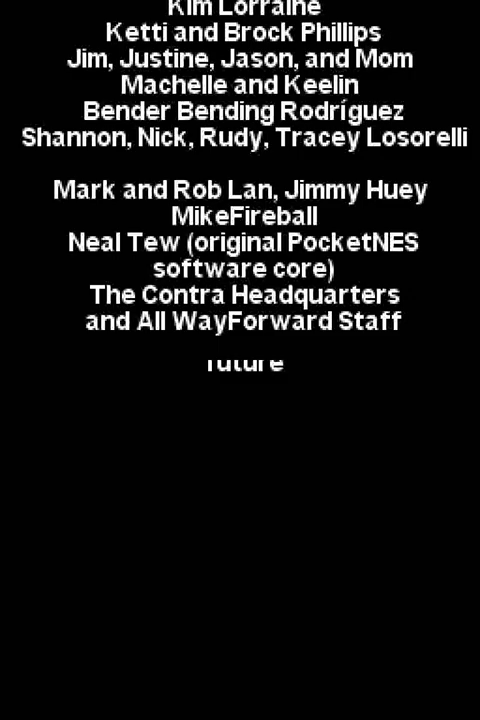 Kim Lorraine
Ketti and Brock Phillips
Jim, Justine, Jason, and Mom
Machelle and Keelin
Bender Bending Rodríguez
Shannon, Nick, Rudy, Tracey Losorelli
Mark and Rob Lan, Jimmy Huey
MikeFireball
Neal Tew (original PocketNES
software core)
The Contra Headquarters
and All WayForward Staff
future